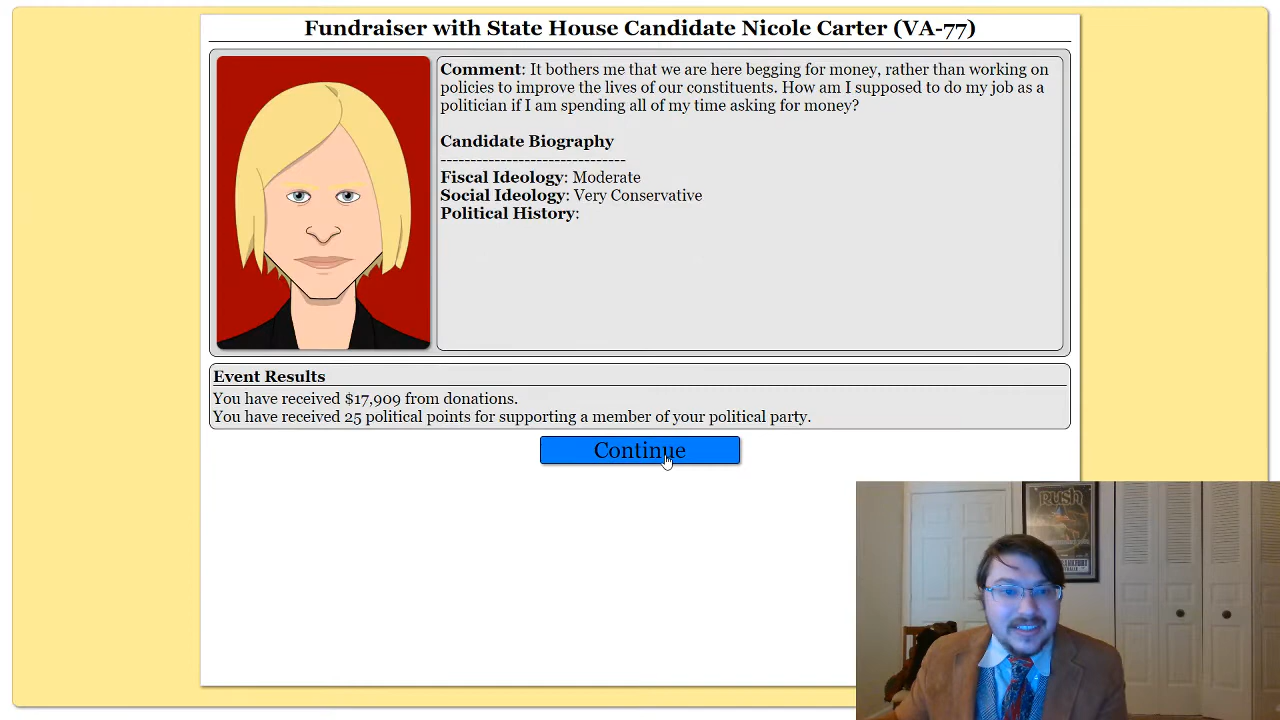 Fundraiser with State House Candidate Nicole Carter (VA-77)
Comment: It bothers me that we are here begging for money, rather than working on
policies to improve the lives of our constituents. How am I supposed to do my job as a
politician if I am spending all of my time asking for money?
Candidate Biography
-------------------------------
Fiscal Ideology: Moderate
Social Ideology: Very Conservative
Political History:
Event Results
You have received $17,909 from donations.
You have received 25 political points for supporting a member of your political party.
Continue
RUSH